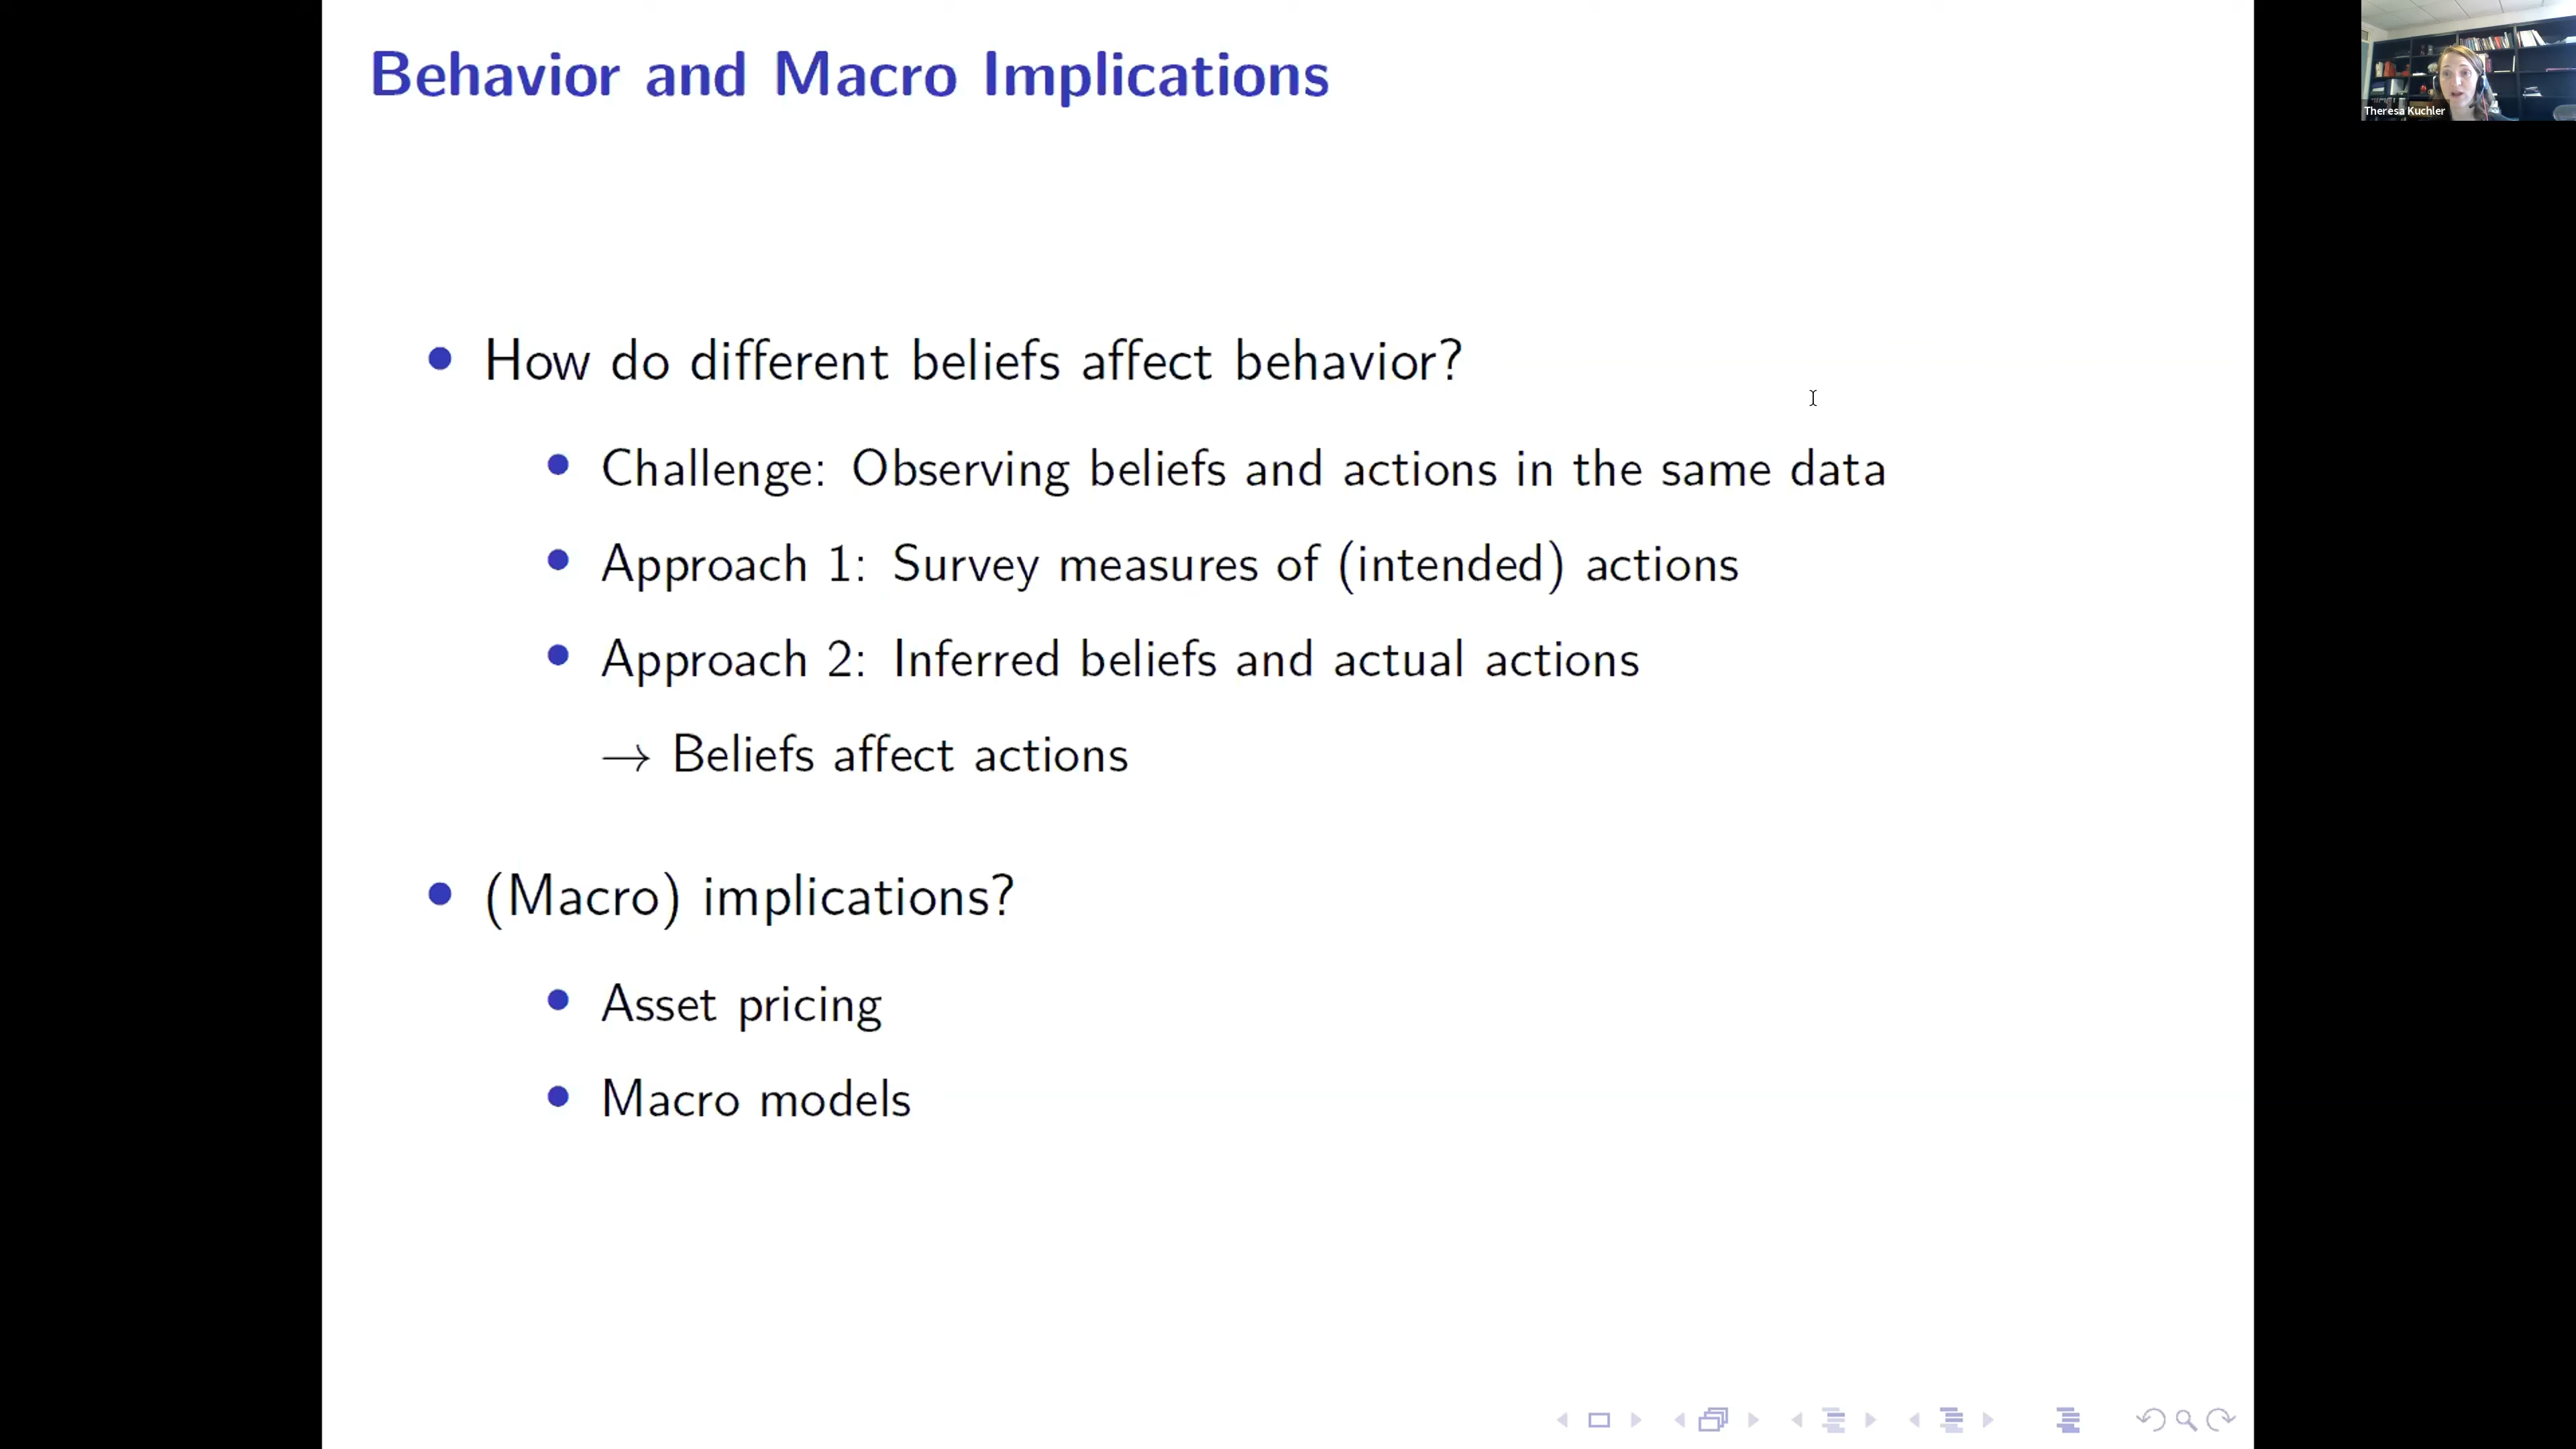 Behavior and Macro Implications
Theresa Kuchler
How do different beliefs affect behavior?
Challenge: Observing beliefs and actions in the same data
Approach 1: Survey measures of (intended) actions
Approach 2: Inferred beliefs and actual actions
→ Beliefs affect actions
(Macro) implications?
Asset pricing
Macro models